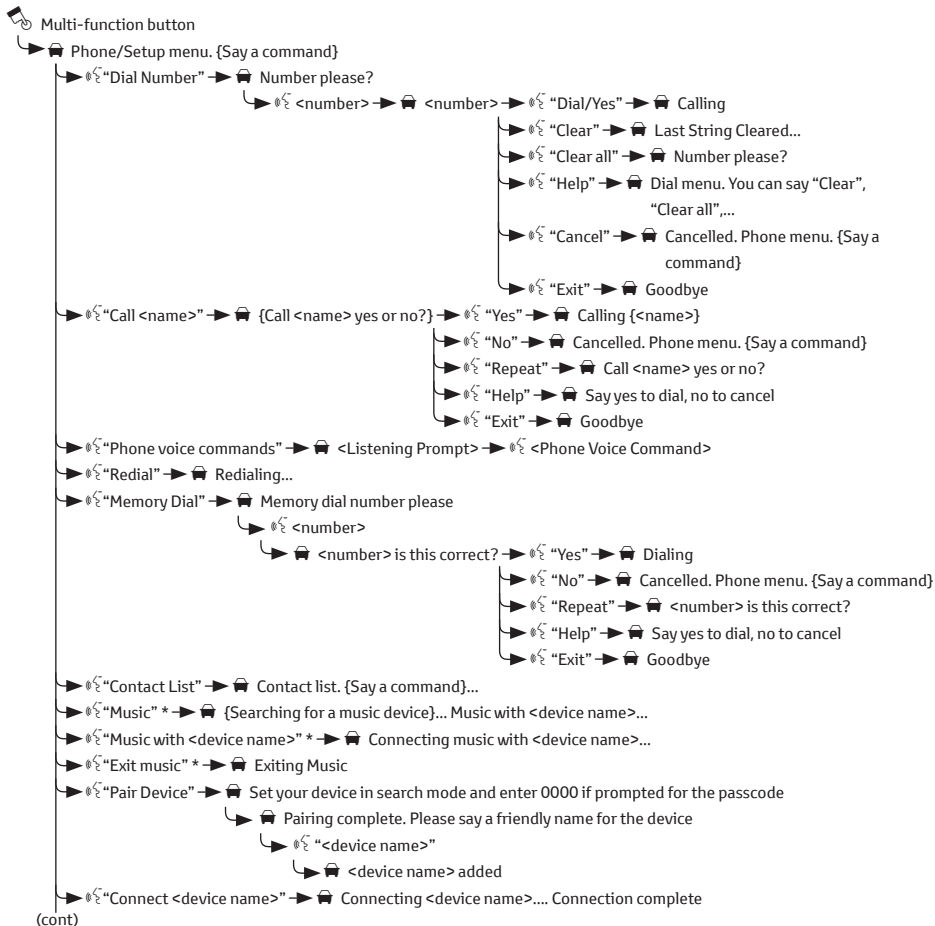 Multi-function button
Phone/Setup menu. {Say a command}
“Dial Number” Number please?
<number> <number> “Dial/Yes” Calling
“Clear” Last String Cleared...
“Clear all” Number please?
“Help” Dial menu. You can say “Clear”,
“Clear all”,...
“Cancel” Cancelled. Phone menu. {Say a
command}
“Exit” Goodbye
“Call <name>” {Call <name> yes or no?} “Yes” Calling {<name>}
“No” Cancelled. Phone menu. {Say a command}
“Repeat” Call <name> yes or no?
“Help” Say yes to dial, no to cancel
“Exit” Goodbye
“Phone voice commands” <Listening Prompt> <Phone Voice Command>
“Redial” Redialing...
“Memory Dial” Memory dial number please
<number>
<number> is this correct? “Yes” Dialing
“No” Cancelled. Phone menu. {Say a command}
“Repeat” <number> is this correct?
“Help” Say yes to dial, no to cancel
“Exit” Goodbye
“Contact List” Contact list. {Say a command}...
“Music” * {Searching for a music device}... Music with <device name>...
“Music with <device name>” * Connecting music with <device name>...
“Exit music” * Exiting Music
“Pair Device” Set your device in search mode and enter 0000 if prompted for the passcode
Pairing complete. Please say a friendly name for the device
“<device name>”
<device name> added
“Connect <device name>” Connecting <device name>.... Connection complete
(cont)